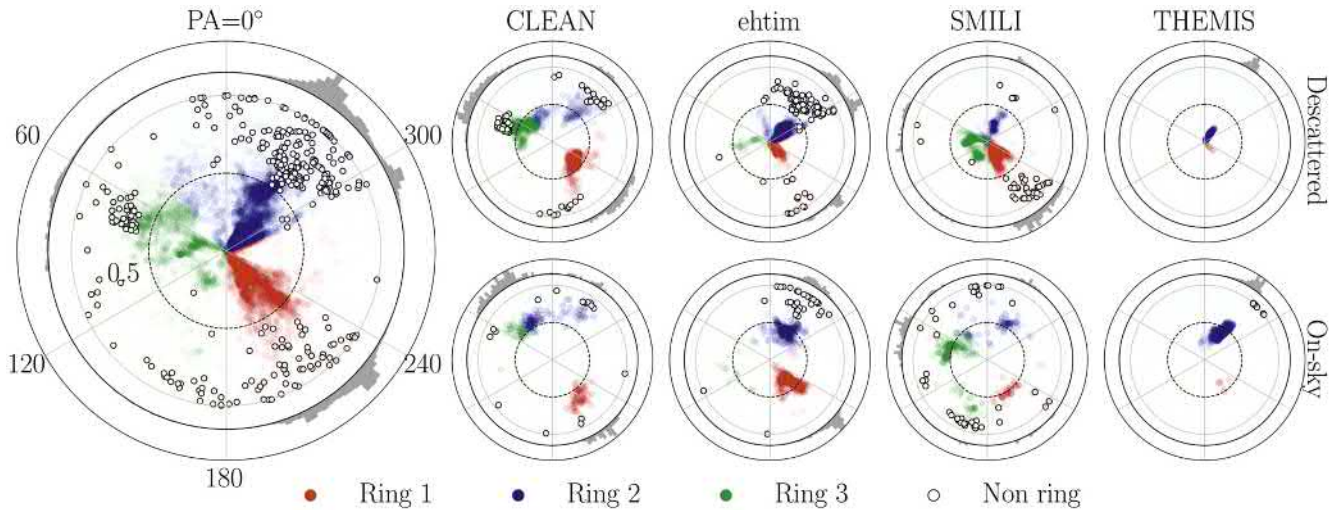 PA=0°
CLEAN
ehtim
SMILI
THEMIS
60
300
Descattered
0.5
120
240
On-sky
180
Ring 1
Ring 2
Ring 3
Non ring